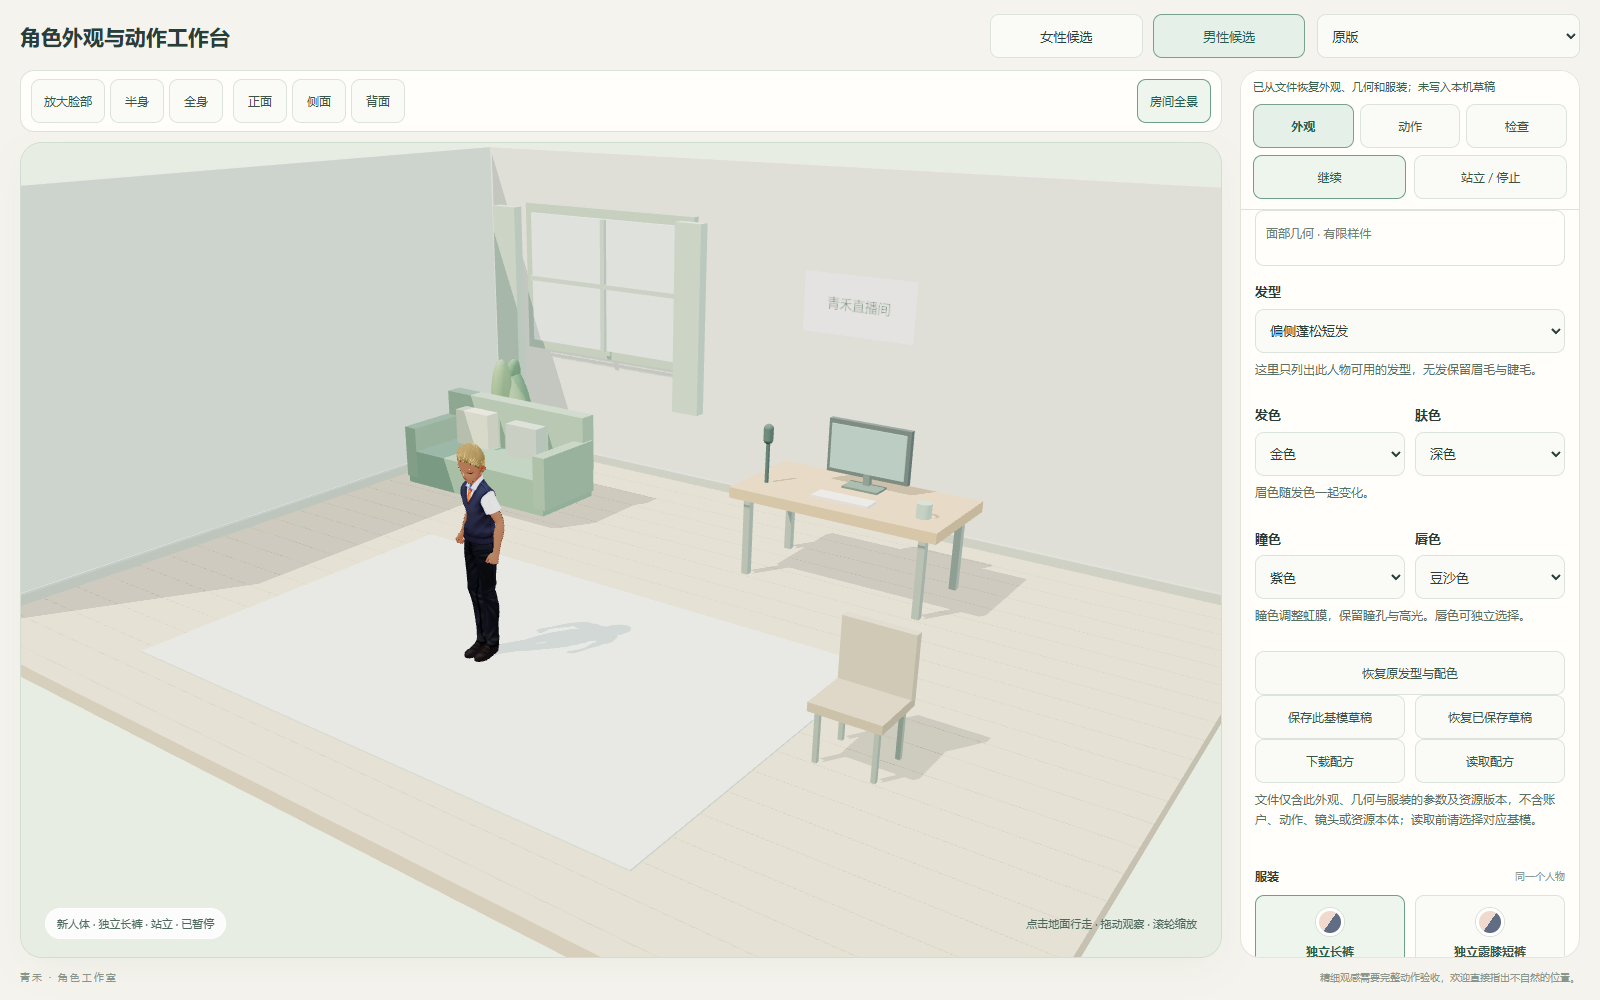 角色外观与动作工作台
女性候选
男性候选
原版
放大脸部
半身
全身
正面
侧面
背面
房间全景
已从文件恢复外观、几何和服装；未写入本机草稿
外观
动作
检查
继续
站立 / 停止
面部几何 · 有限样件
发型
偏侧蓬松短发
这里只列出此人物可用的发型，无发保留眉毛与睫毛。
发色
肤色
金色
深色
眉色随发色一起变化。
瞳色
唇色
紫色
豆沙色
瞳色调整虹膜，保留瞳孔与高光。唇色可独立选择。
恢复原发型与配色
保存此基模草稿
恢复已保存草稿
下载配方
读取配方
文件仅含此外观、几何与服装的参数及资源版本，不含账
户、动作、镜头或资源本体；读取前请选择对应基模。
服装
同一个人物
独立长裤
独立露膝短裤
青禾直播间
新人体 · 独立长裤 · 站立 · 已暂停
点击地面行走 · 拖动观察 · 滚轮缩放
青禾 · 角色工作室
精细观感需要完整动作验收，欢迎直接指出不自然的位置。